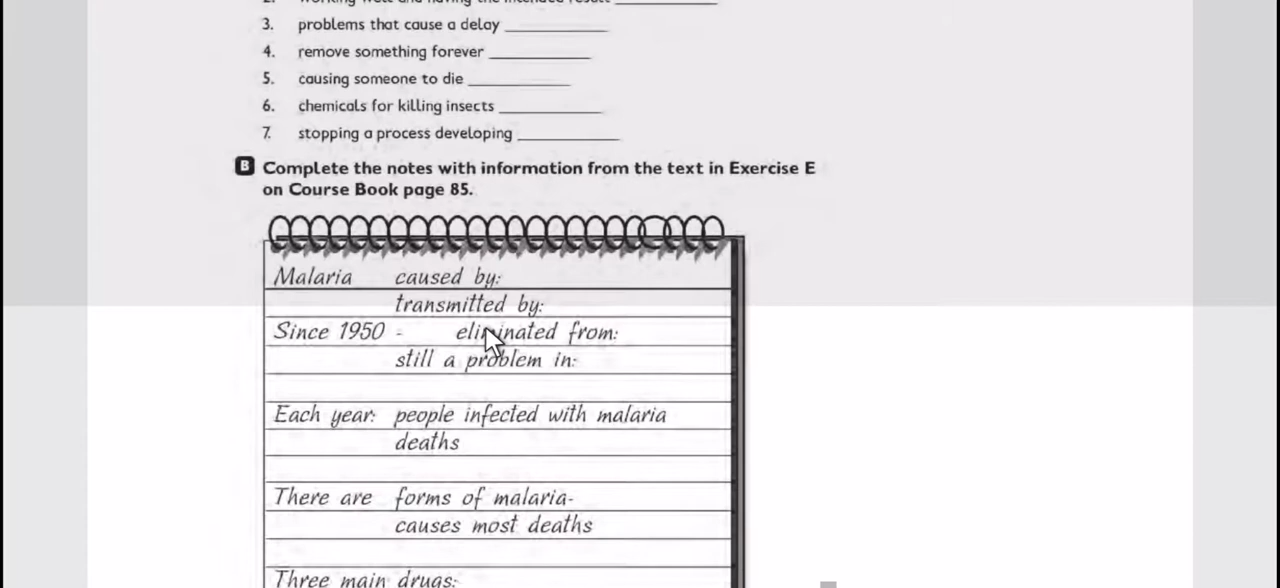 3. problems that cause a delay
4. remove something forever
5. causing someone to die
6. chemicals for killing insects
7. stopping a process developing
B Complete the notes with information from the text in Exercise E
on Course Book page 85.
Malaria caused by:
transmitted by:
Since 1950 - eliminated from:
still a problem in:
Each year: people infected with malaria
deaths
There are forms of malaria-
causes most deaths
Three main drugs: